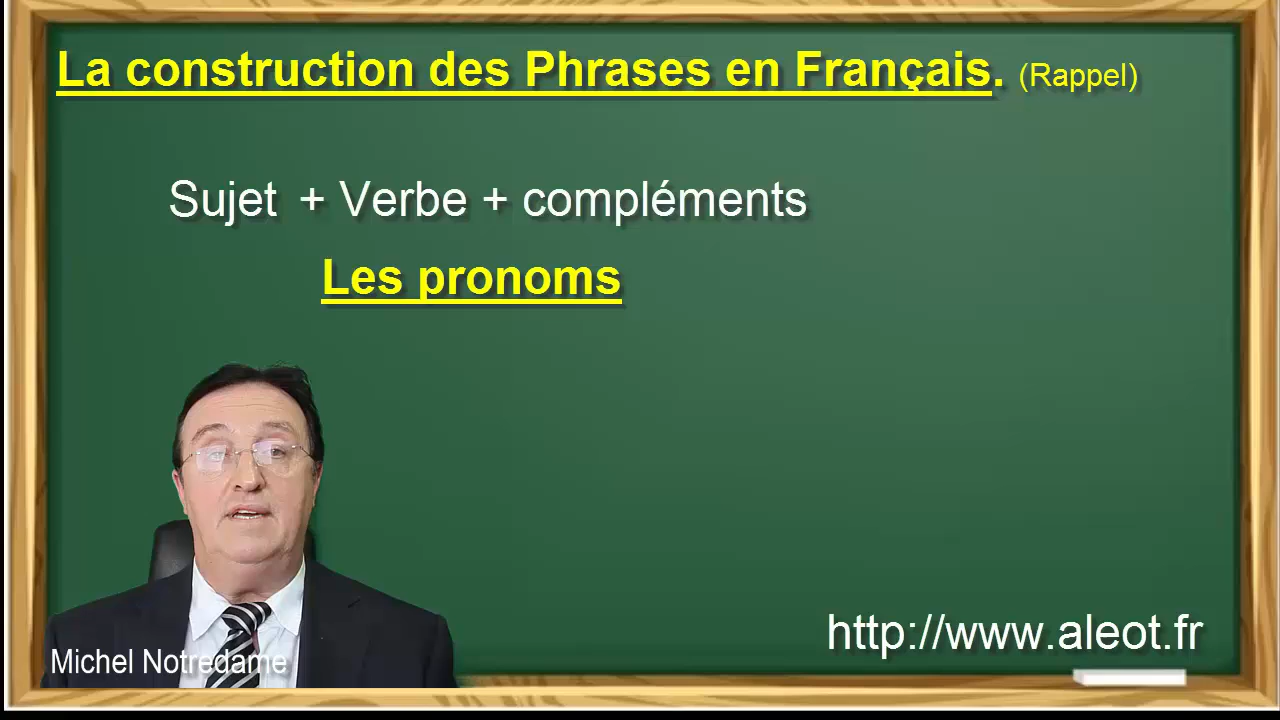 La construction des Phrases en Français. (Rappel)
Sujet + Verbe + compléments
Les pronoms
http://www.aleot.fr
Michel Notredame